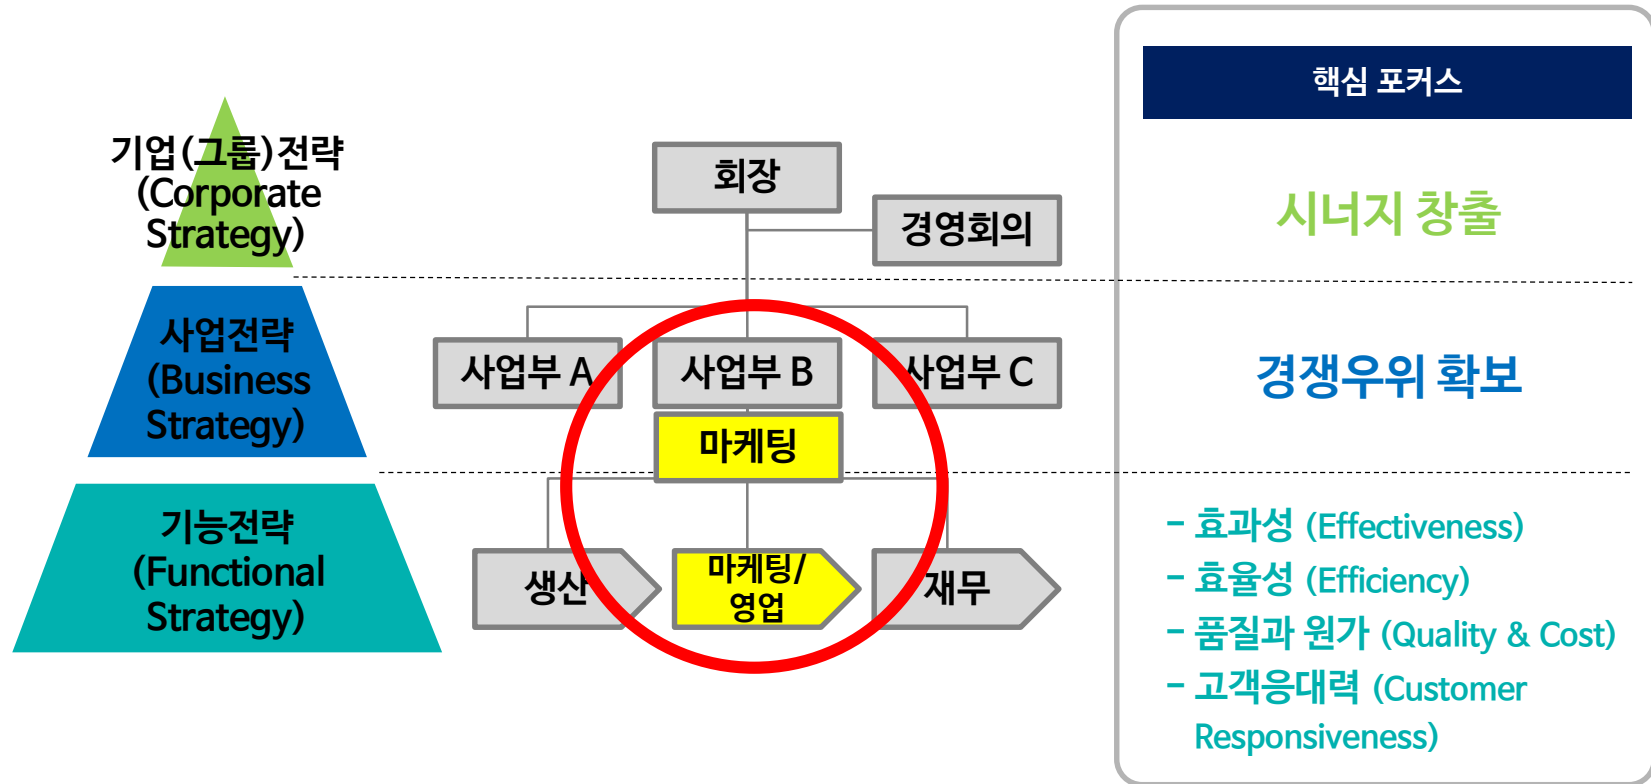 핵심 포커스
기업(그룹)전략
(Corporate
Strategy)
회장
경영회의
시너지 창출
사업전략
(Business
Strategy)
사업부 A
사업부 B
사업부 C
마케팅
경쟁우위 확보
기능전략
(Functional
Strategy)
생산
마케팅/
영업
재무
- 효과성 (Effectiveness)
- 효율성 (Efficiency)
- 품질과 원가 (Quality & Cost)
- 고객응대력 (Customer
Responsiveness)